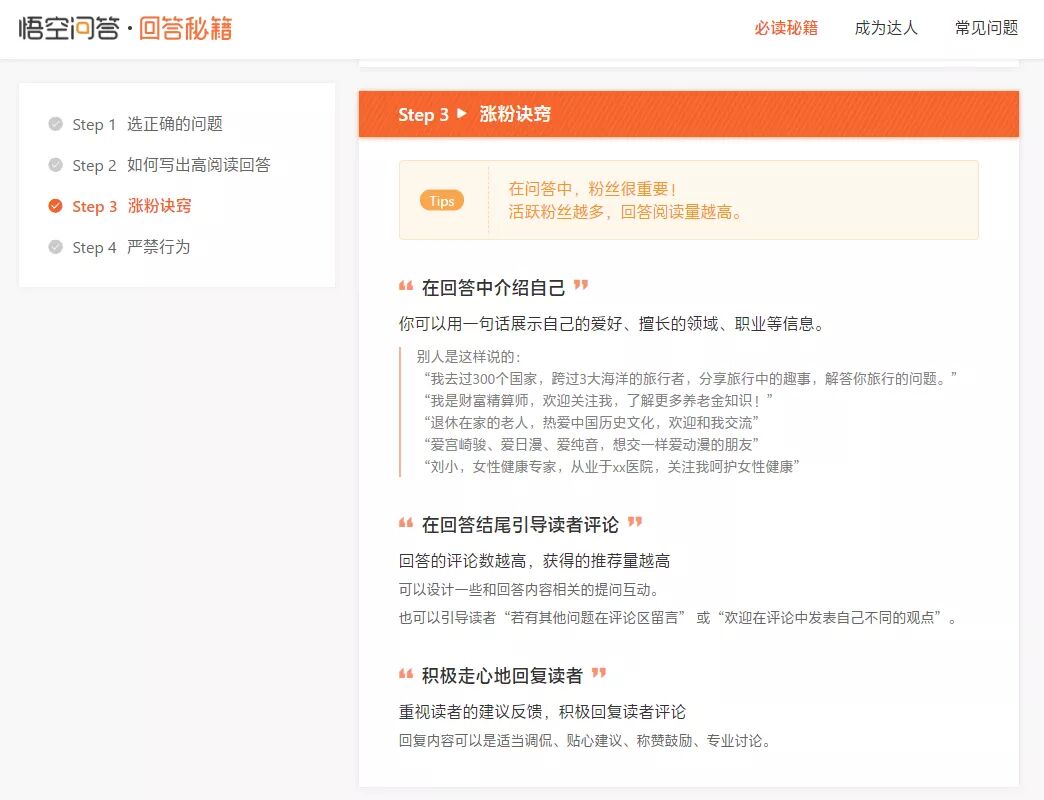 悟空问答·回答秘籍
必读秘籍 成为达人 常见问题
Step 1 选正确的问题
Step 2 如何写出高阅读回答
Step 3 涨粉诀窍
Step 4 严禁行为
Step 3 ▶ 涨粉诀窍
Tips
在问答中，粉丝很重要！
活跃粉丝越多，回答阅读量越高。
❝ 在回答中介绍自己 ❞
你可以用一句话展示自己的爱好、擅长的领域、职业等信息。
别人是这样说的：
“我去过300个国家，跨过3大海洋的旅行者，分享旅行中的趣事，解答你旅行的问题。”
“我是财富精算师，欢迎关注我，了解更多养老金知识！”
“退休在家的老人，热爱中国历史文化，欢迎和我交流”
“爱宫崎骏、爱日漫、爱纯音，想交一样爱动漫的朋友”
“刘小，女性健康专家，从业于xx医院，关注我呵护女性健康”
❝ 在回答结尾引导读者评论 ❞
回答的评论数越高，获得的推荐量越高
可以设计一些和回答内容相关的提问互动。
也可以引导读者“若有其他问题在评论区留言” 或“欢迎在评论中发表自己不同的观点”。
❝ 积极走心地回复读者 ❞
重视读者的建议反馈，积极回复读者评论
回复内容可以是适当调侃、贴心建议、称赞鼓励、专业讨论。